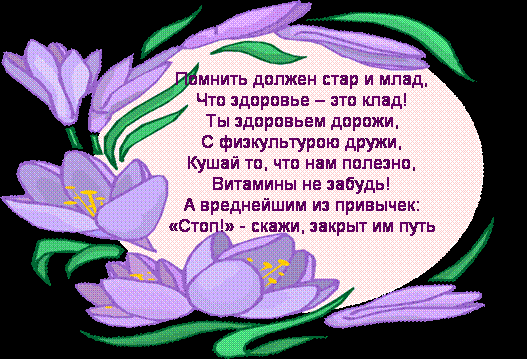 Помнить должен стар и млад,
Что здоровье – это клад!
Ты здоровьем дорожи,
С физкультурою дружи,
Кушай то, что нам полезно,
Витамины не забудь!
А вреднейшим из привычек:
«Стоп!» - скажи, закрыт им путь